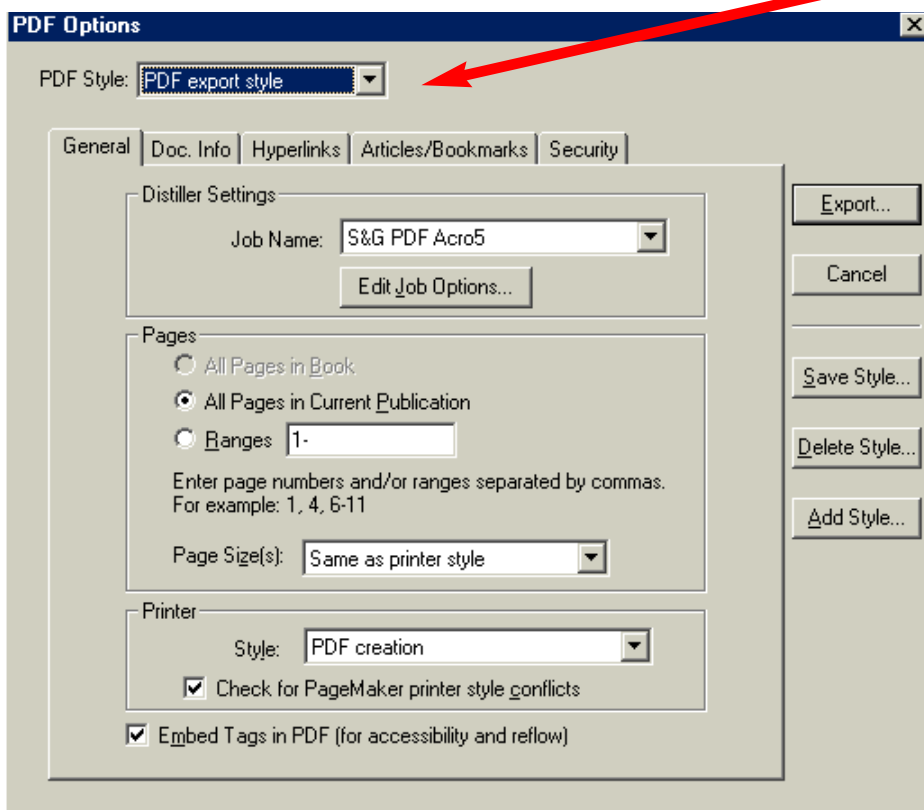 PDF Options
PDF Style: PDF export style
General Doc. Info Hyperlinks Articles/Bookmarks Security
Distiller Settings
Job Name: S&G PDF Acro5
Edit Job Options...
Pages
All Pages in Book
All Pages in Current Publication
Ranges 1-
Enter page numbers and/or ranges separated by commas.
For example: 1, 4, 6-11
Page Size(s): Same as printer style
Printer
Style: PDF creation
Check for PageMaker printer style conflicts
Embed Tags in PDF (for accessibility and reflow)
Export...
Cancel
Save Style...
Delete Style...
Add Style...